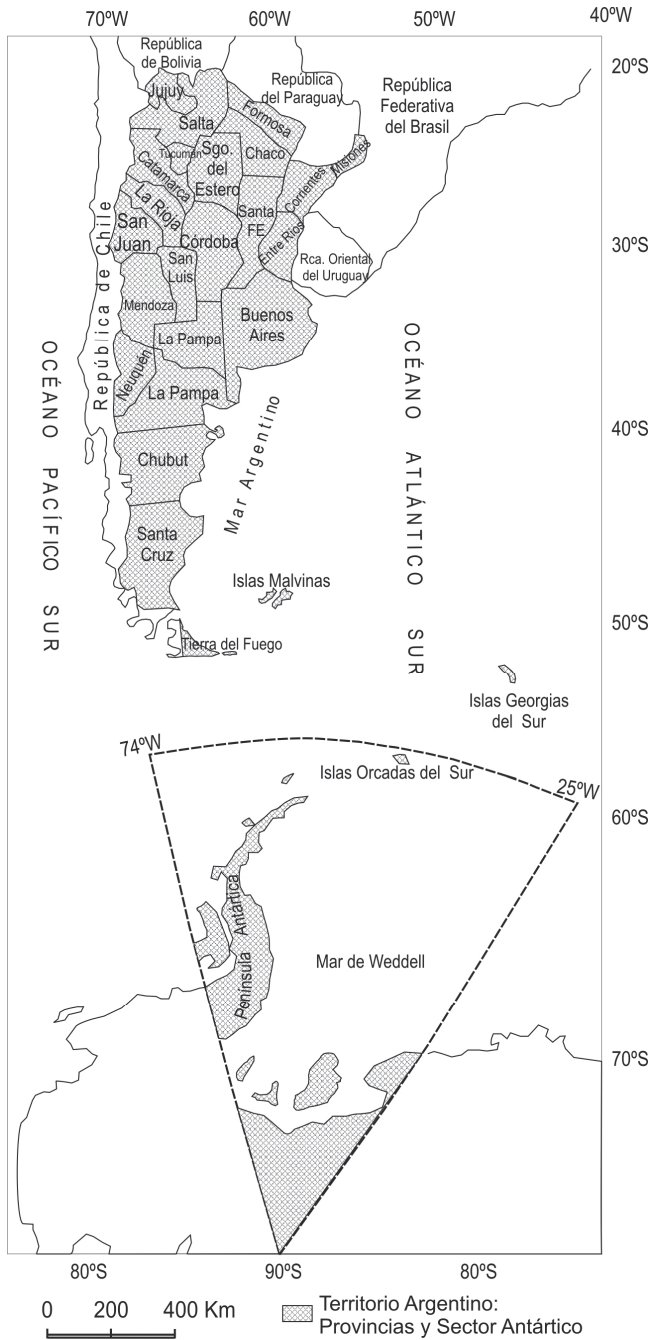 70ºW 60ºW 50ºW 40ºW
República
de Bolivia
República
del Paraguay
República
Federativa
del Brasil
20ºS
Jujuy
Formosa
Salta
Tucumán
Sgo.
del
Estero
Chaco
Misiones
Catamarca
Corrientes
La Rioja
Santa
FE
San
Juan
Córdoba
Entre Rios
30ºS
República de Chile
San
Luis
Rca. Oriental
del Uruguay
Mendoza
Buenos
Aires
La Pampa
Neuquén
La Pampa
OCÉANO PACÍFICO SUR
OCÉANO ATLÁNTICO SUR
Mar Argentino
40ºS
Chubut
Santa
Cruz
Islas Malvinas
50ºS
Tierra del Fuego
Islas Georgias
del Sur
74ºW
Islas Orcadas del Sur
25ºW
60ºS
Península Antártica
Mar de Weddell
70ºS
80ºS 90ºS 80ºS
0 200 400 Km
Territorio Argentino:
Provincias y Sector Antártico